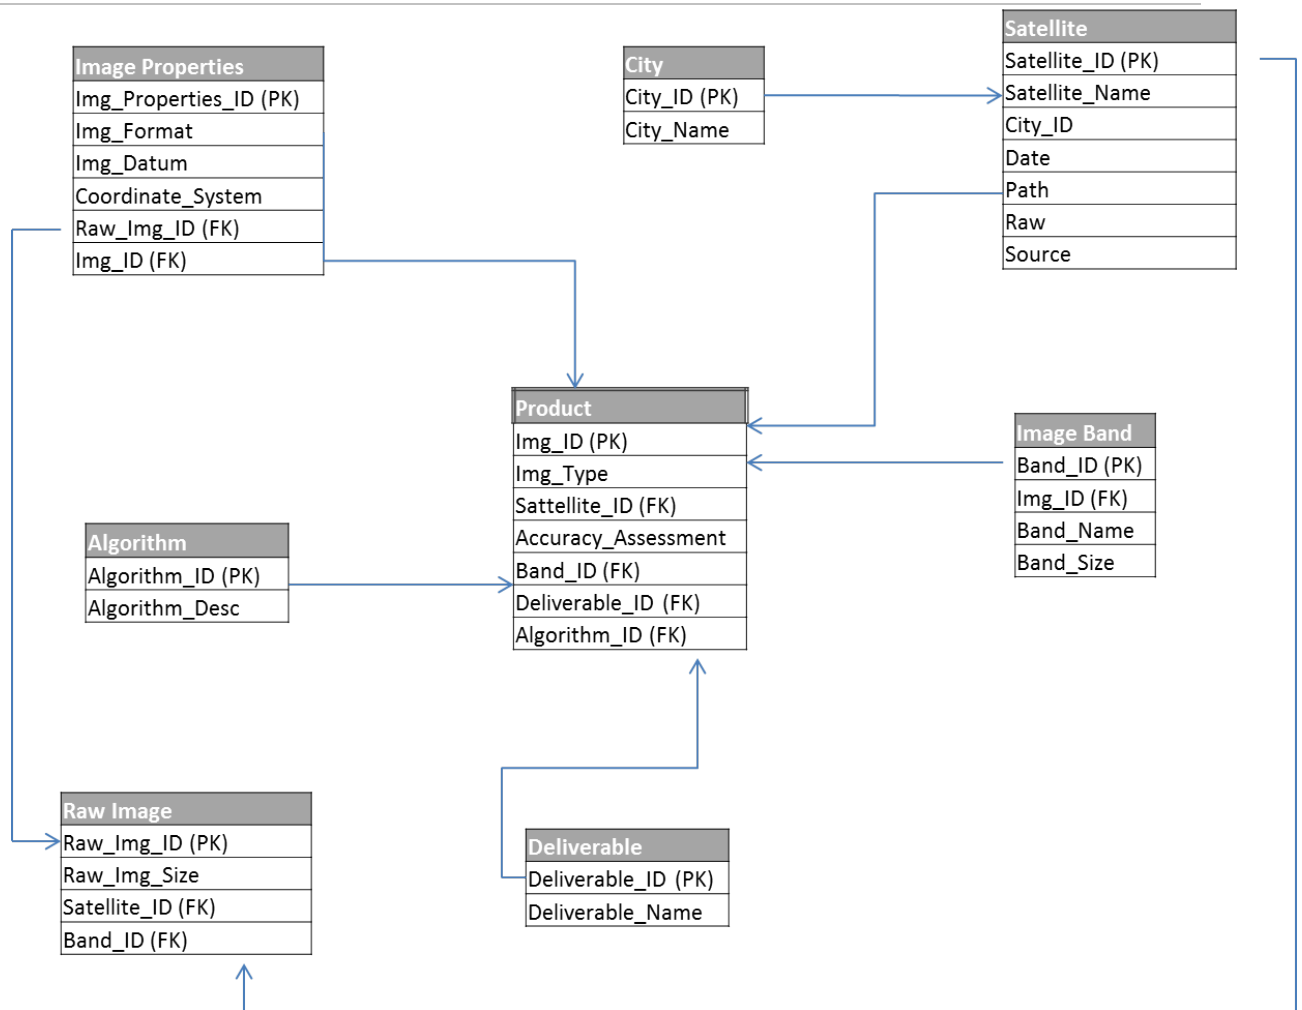 Image Properties
Img_Properties_ID (PK)
Img_Format
Img_Datum
Coordinate_System
Raw_Img_ID (FK)
Img_ID (FK)
City
City_ID (PK)
City_Name
Satellite
Satellite_ID (PK)
Satellite_Name
City_ID
Date
Path
Raw
Source
Product
Img_ID (PK)
Img_Type
Sattellite_ID (FK)
Accuracy_Assessment
Band_ID (FK)
Deliverable_ID (FK)
Algorithm_ID (FK)
Image Band
Band_ID (PK)
Img_ID (FK)
Band_Name
Band_Size
Algorithm
Algorithm_ID (PK)
Algorithm_Desc
Raw Image
Raw_Img_ID (PK)
Raw_Img_Size
Satellite_ID (FK)
Band_ID (FK)
Deliverable
Deliverable_ID (PK)
Deliverable_Name